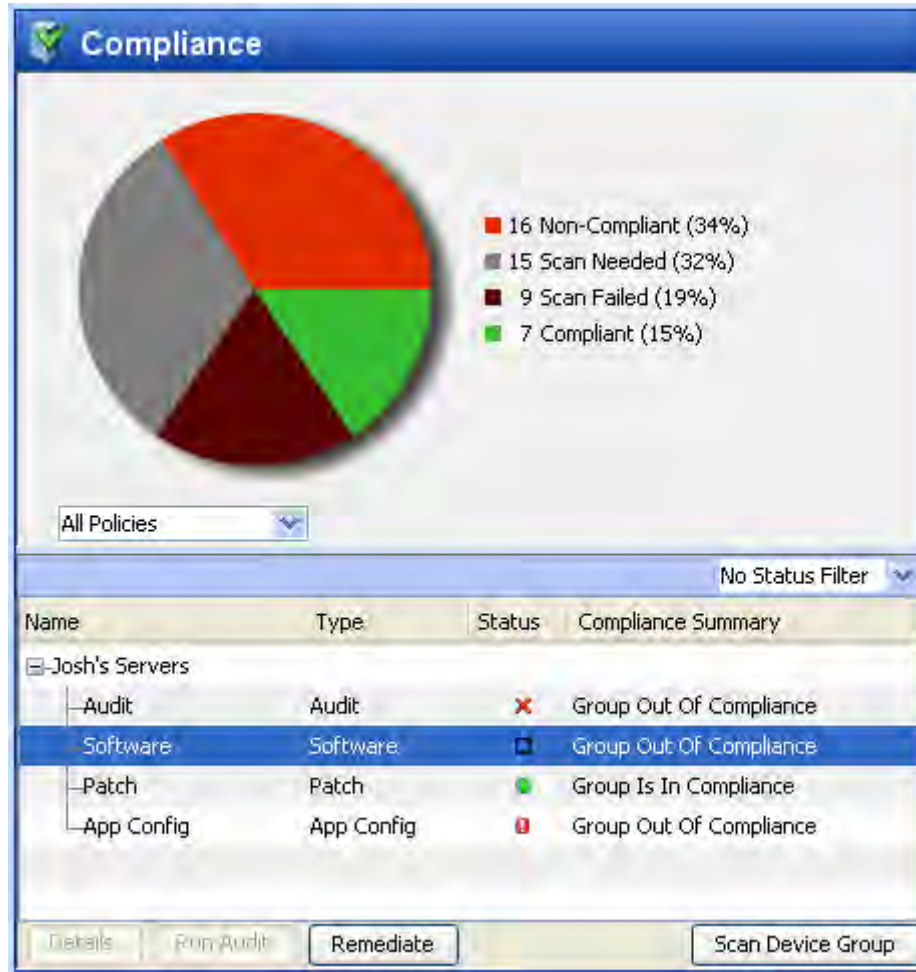 Compliance
16 Non-Compliant (34%)
15 Scan Needed (32%)
9 Scan Failed (19%)
7 Compliant (15%)
All Policies
No Status Filter
Name Type Status Compliance Summary
Josh's Servers
Audit Audit Group Out Of Compliance
Software Software Group Out Of Compliance
Patch Patch Group Is In Compliance
App Config App Config Group Out Of Compliance
Details Run Audit Remediate Scan Device Group